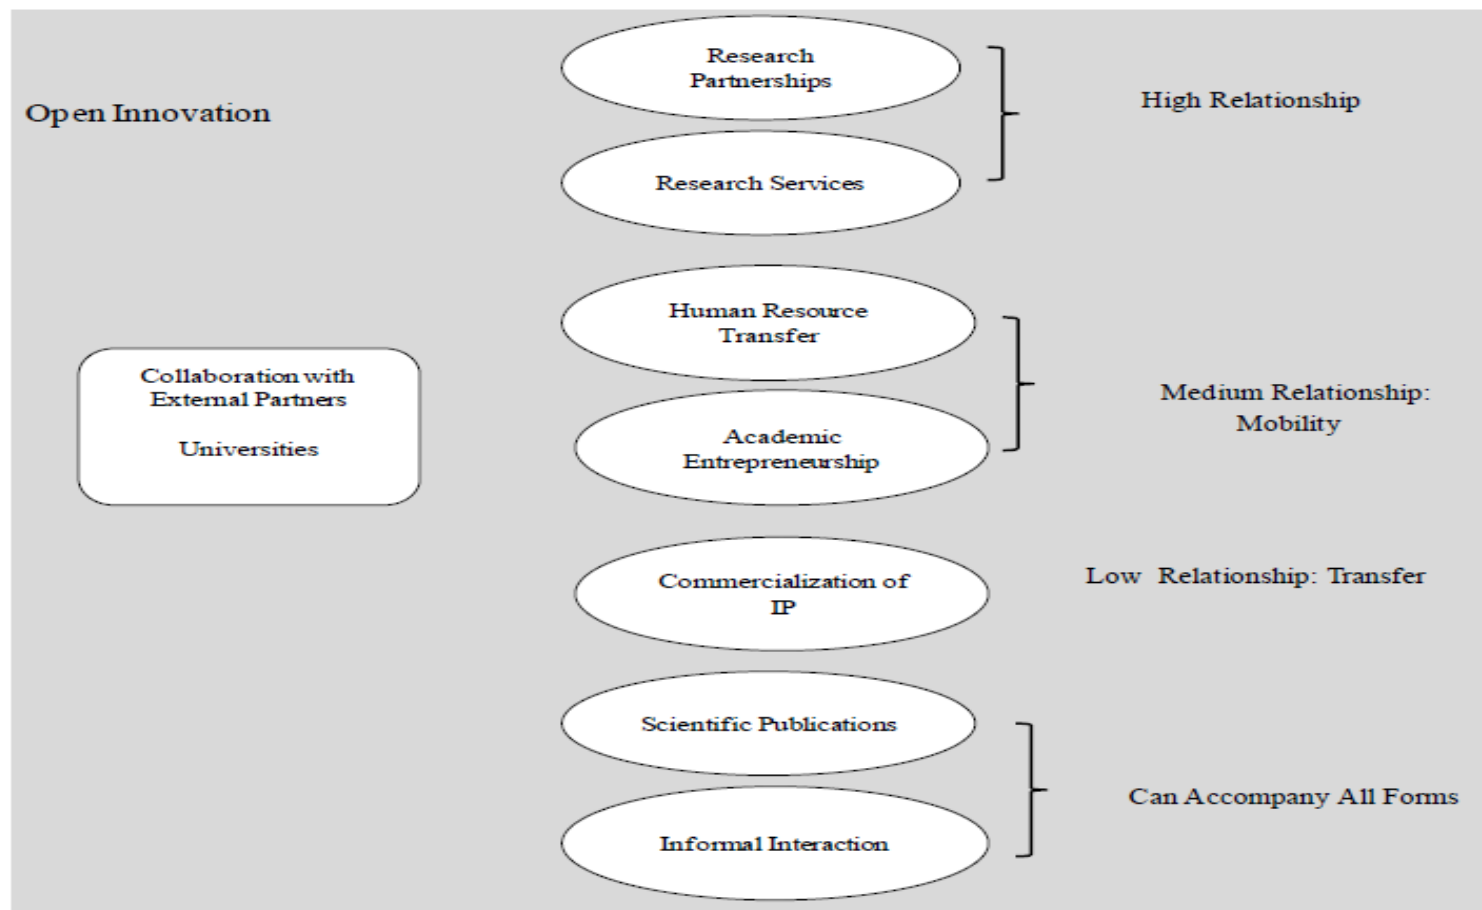 Open Innovation
Research
Partnerships
Research Services
High Relationship
Collaboration with
External Partners
Universities
Human Resource
Transfer
Academic
Entrepreneurship
Medium Relationship:
Mobility
Commercialization of
IP
Low Relationship: Transfer
Scientific Publications
Informal Interaction
Can Accompany All Forms